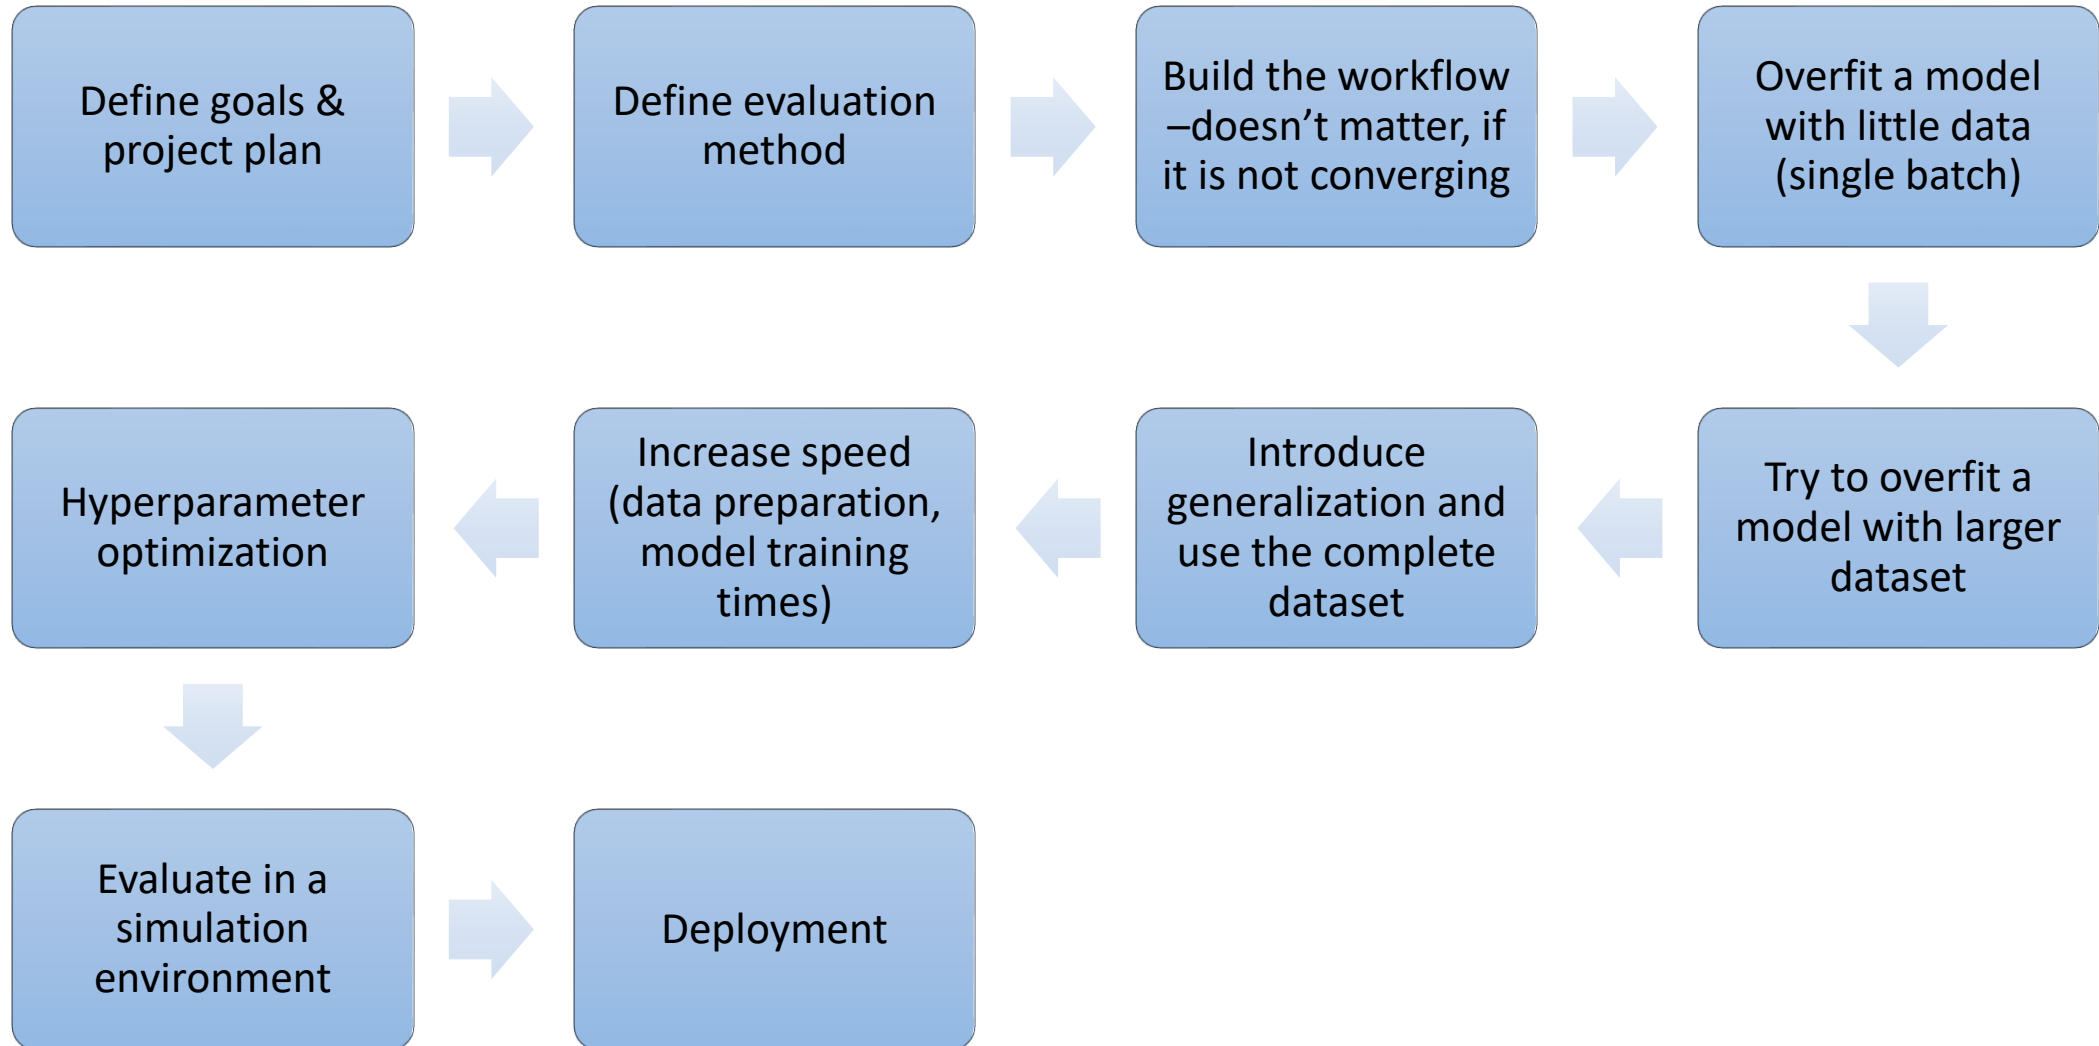 Define goals &
project plan
Define evaluation
method
Build the workflow
–doesn’t matter, if
it is not converging
Overfit a model
with little data
(single batch)
Try to overfit a
model with larger
dataset
Introduce
generalization and
use the complete
dataset
Increase speed
(data preparation,
model training
times)
Hyperparameter
optimization
Evaluate in a
simulation
environment
Deployment